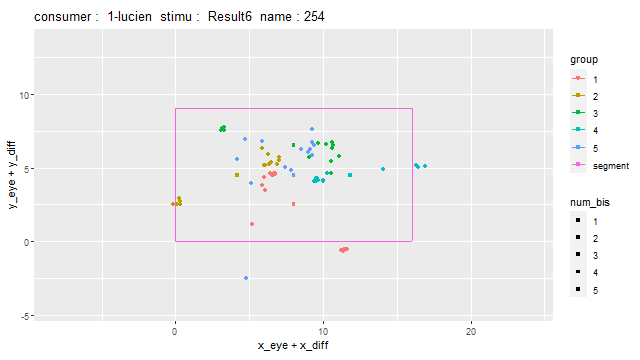 consumer : 1-lucien stimu : Result6 name : 254
y_eye + y_diff
10
5
0
-5
0
10
20
x_eye + x_diff
group
1
2
3
4
5
segment
num_bis
1
2
3
4
5